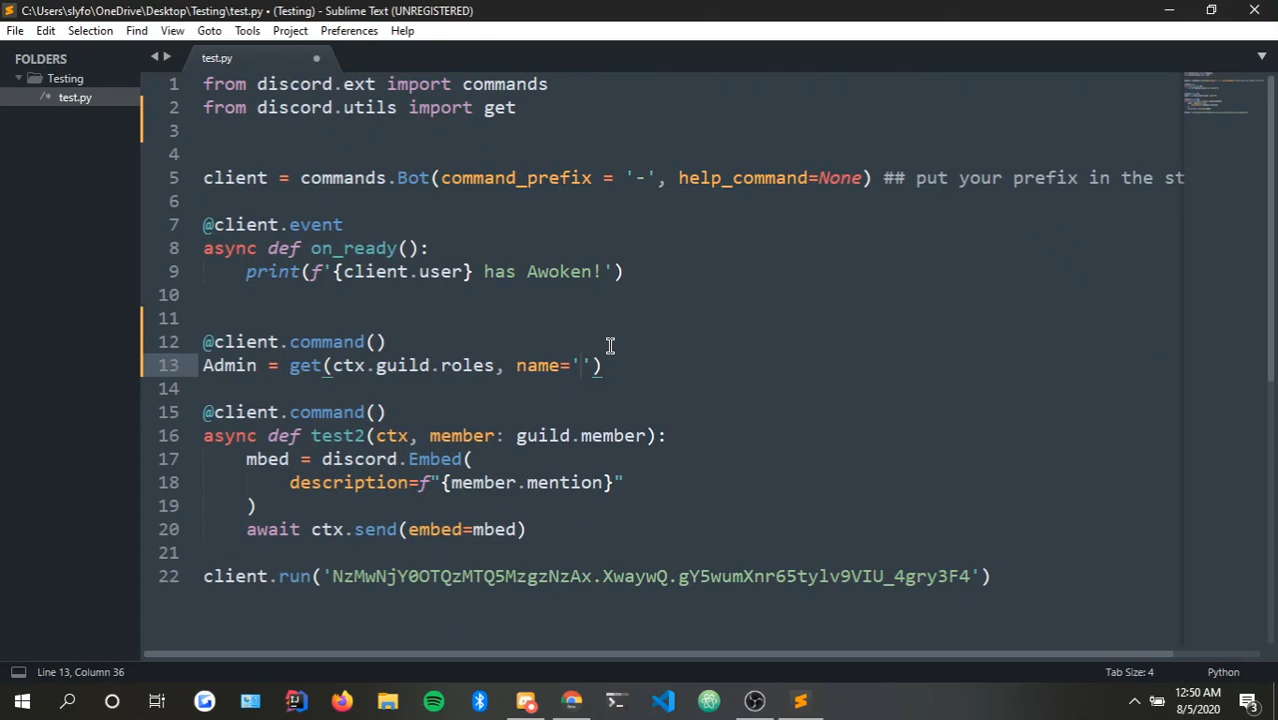 C:\Users\slyfo\OneDrive\Desktop\Testing\test.py • (Testing) - Sublime Text (UNREGISTERED)
File Edit Selection Find View Goto Tools Project Preferences Help
FOLDERS
Testing
/* test.py
test.py
1 from discord.ext import commands
2 from discord.utils import get
3
4
5 client = commands.Bot(command_prefix = '-', help_command=None) ## put your prefix in the st
6
7 @client.event
8 async def on_ready():
9 print(f'{client.user} has Awoken!')
10
11
12 @client.command()
13 Admin = get(ctx.guild.roles, name='')
14
15 @client.command()
16 async def test2(ctx, member: guild.member):
17 mbed = discord.Embed(
18 description=f"{member.mention}"
19 )
20 await ctx.send(embed=mbed)
21
22 client.run('NzMwNjY0OTQzMTQ5MzgzNzAx.XwaywQ.gY5wumXnr65tylv9VIU_4gry3F4')
Line 13, Column 36
Tab Size: 4
Python
12:50 AM
8/5/2020
3